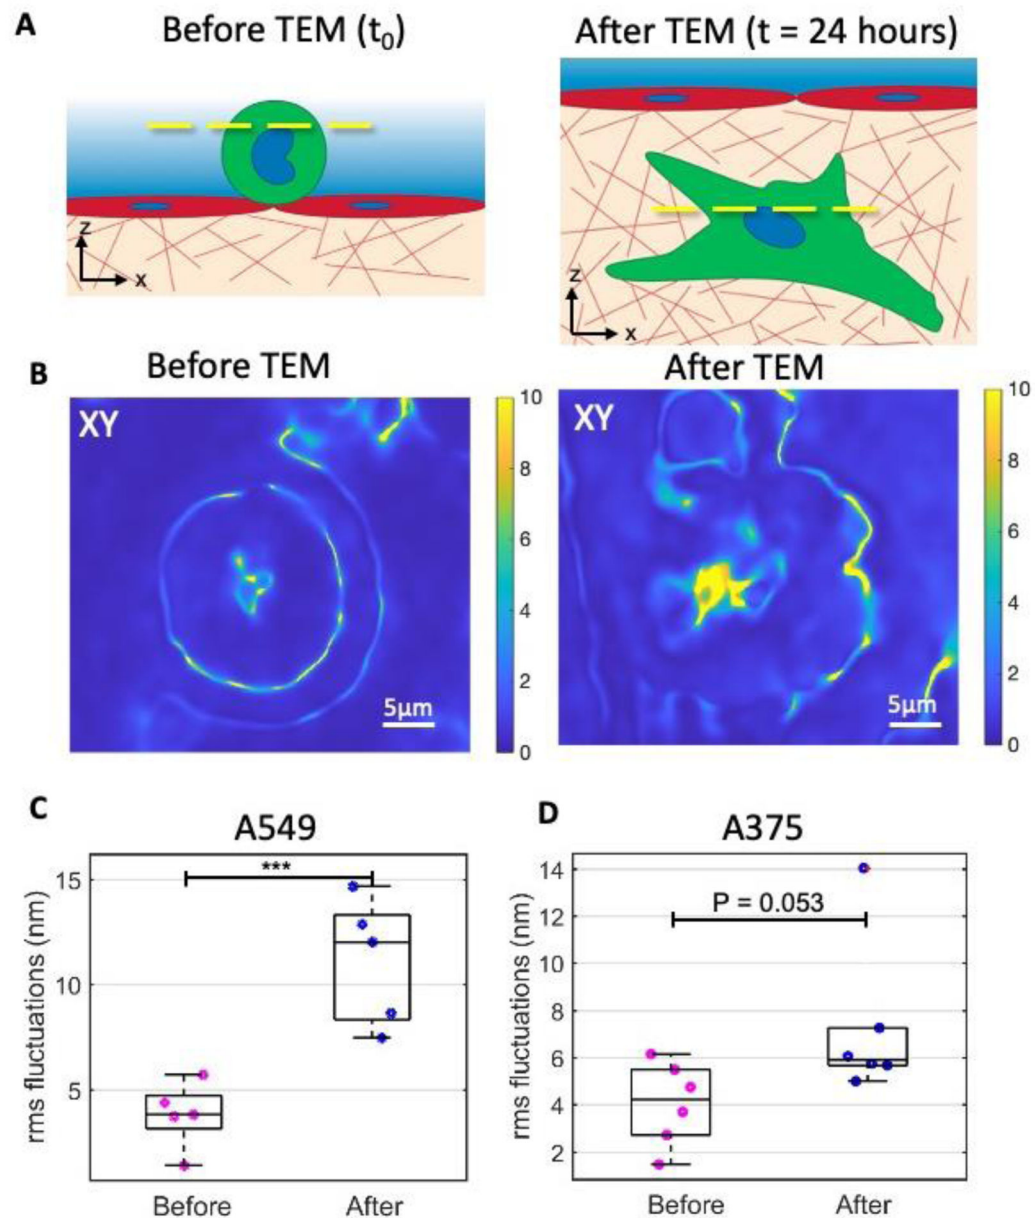 A
Before TEM (t0)
After TEM (t = 24 hours)
z
x
z
x
B
Before TEM
After TEM
XY
10
8
6
4
2
0
5μm
XY
10
8
6
4
2
0
5μm
C
A549
***
rms fluctuations (nm)
15
10
5
Before
After
D
A375
P = 0.053
rms fluctuations (nm)
14
12
10
8
6
4
2
Before
After